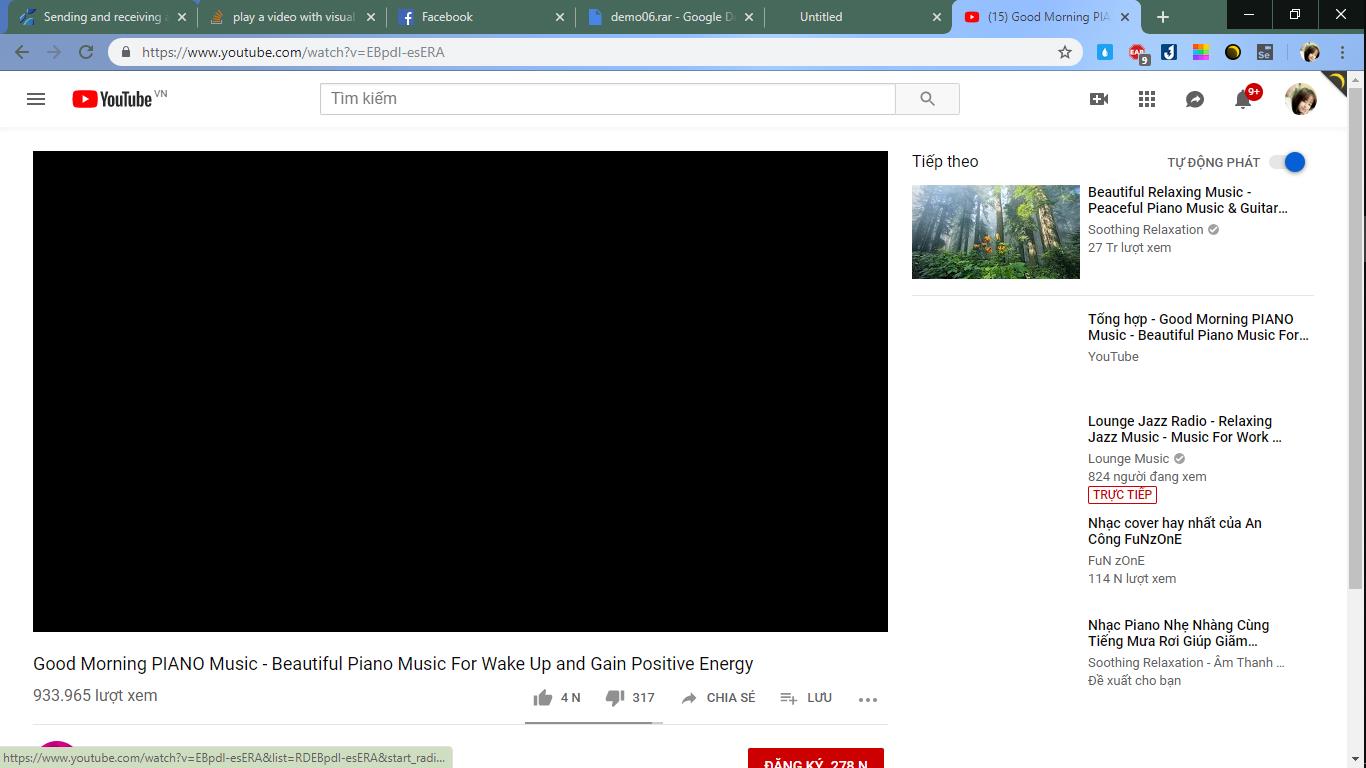 Sending and receiving a
play a video with visual
Facebook
demo06.rar - Google D
Untitled
(15) Good Morning PIA
https://www.youtube.com/watch?v=EBpdI-esERA
EAB
9
Se
YouTube VN
Tìm kiếm
9+
Tiếp theo
TỰ ĐỘNG PHÁT
Beautiful Relaxing Music -
Peaceful Piano Music & Guitar…
Soothing Relaxation
27 Tr lượt xem
Tổng hợp - Good Morning PIANO
Music - Beautiful Piano Music For…
YouTube
Lounge Jazz Radio - Relaxing
Jazz Music - Music For Work …
Lounge Music
824 người đang xem
TRỰC TIẾP
Nhạc cover hay nhất của An
Công FuNzOnE
FuN zOnE
114 N lượt xem
Nhạc Piano Nhẹ Nhàng Cùng
Tiếng Mưa Rơi Giúp Giấm…
Soothing Relaxation - Âm Thanh …
Đề xuất cho bạn
Good Morning PIANO Music - Beautiful Piano Music For Wake Up and Gain Positive Energy
933.965 lượt xem
4 N
317
CHIA SẺ
LƯU
ĐĂNG KÝ 278 N
https://www.youtube.com/watch?v=EBpdI-esERA&list=RDEBpdI-esERA&start_radi...